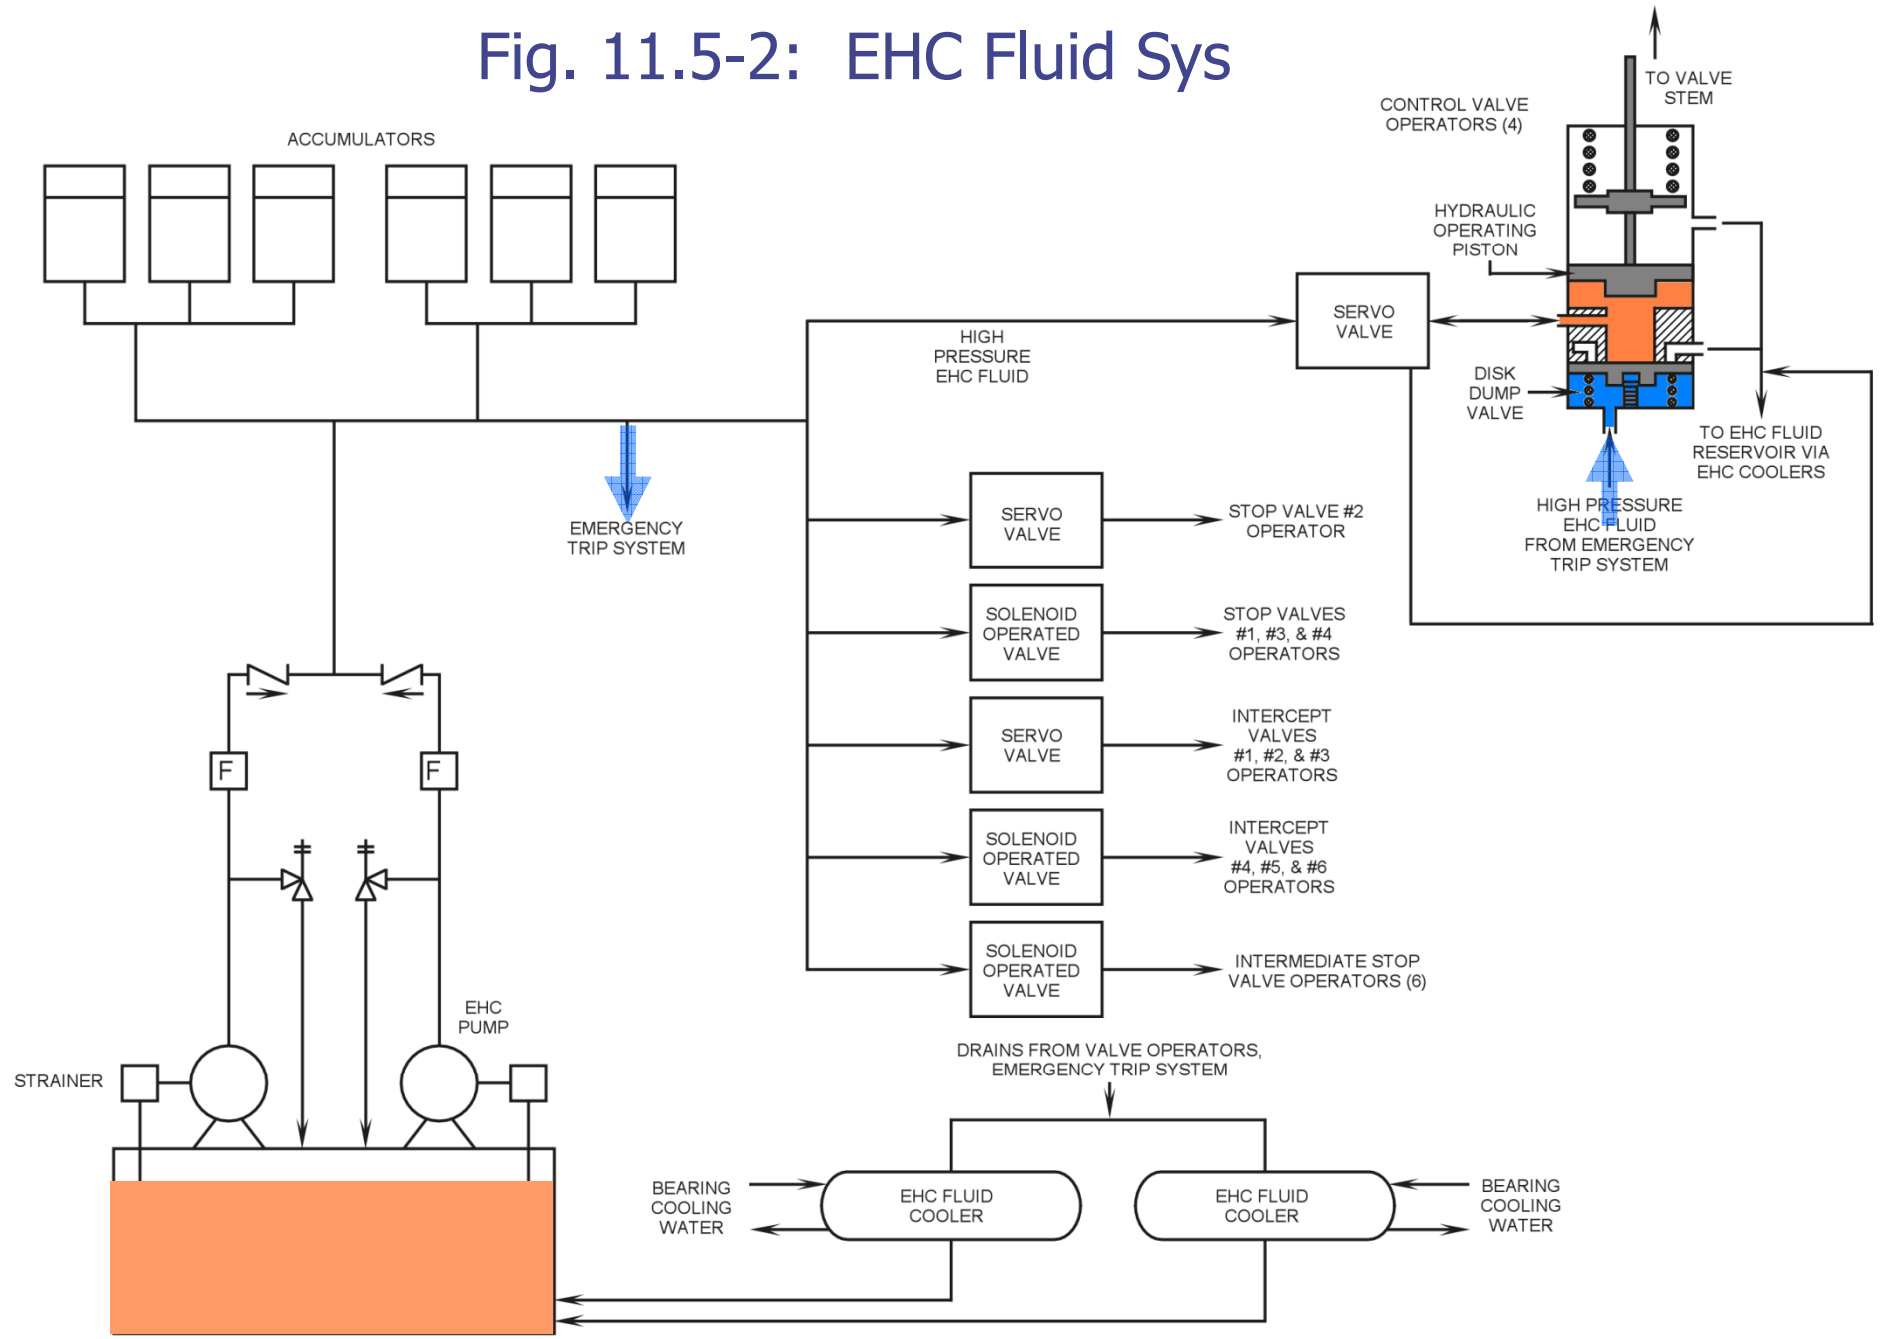 Fig. 11.5-2: EHC Fluid Sys
TO VALVE
STEM
CONTROL VALVE
OPERATORS (4)
ACCUMULATORS
HYDRAULIC
OPERATING
PISTON
SERVO
VALVE
HIGH
PRESSURE
EHC FLUID
DISK
DUMP
VALVE
TO EHC FLUID
RESERVOIR VIA
EHC COOLERS
HIGH PRESSURE
EHC FLUID
FROM EMERGENCY
TRIP SYSTEM
EMERGENCY
TRIP SYSTEM
SERVO
VALVE
STOP VALVE #2
OPERATOR
SOLENOID
OPERATED
VALVE
STOP VALVES
#1, #3, & #4
OPERATORS
SERVO
VALVE
INTERCEPT
VALVES
#1, #2, & #3
OPERATORS
F
F
SOLENOID
OPERATED
VALVE
INTERCEPT
VALVES
#4, #5, & #6
OPERATORS
SOLENOID
OPERATED
VALVE
INTERMEDIATE STOP
VALVE OPERATORS (6)
EHC
PUMP
STRAINER
DRAINS FROM VALVE OPERATORS,
EMERGENCY TRIP SYSTEM
BEARING
COOLING
WATER
EHC FLUID
COOLER
EHC FLUID
COOLER
BEARING
COOLING
WATER